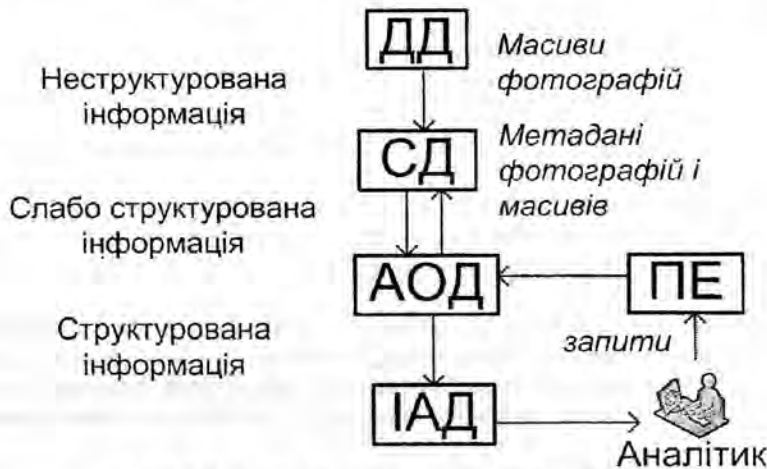 ДД
Масиви
фотографій
Неструктурована
інформація
СД
Метадані
фотографій і
масивів
Слабо структурована
інформація
АОД
ПЕ
Структурована
інформація
запити
ІАД
Аналітик